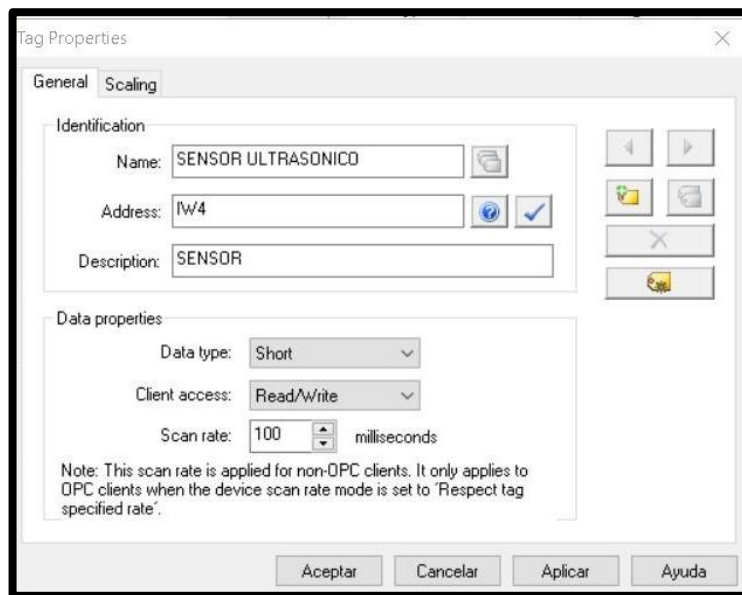 Tag Properties
General Scaling
Identification
Name: SENSOR ULTRASONICO
Address: IW4
Description: SENSOR
Data properties
Data type: Short
Client access: Read/Write
Scan rate: 100 milliseconds
Note: This scan rate is applied for non-OPC clients. It only applies to
OPC clients when the device scan rate mode is set to ´Respect tag
specified rate´.
Aceptar Cancelar Aplicar Ayuda